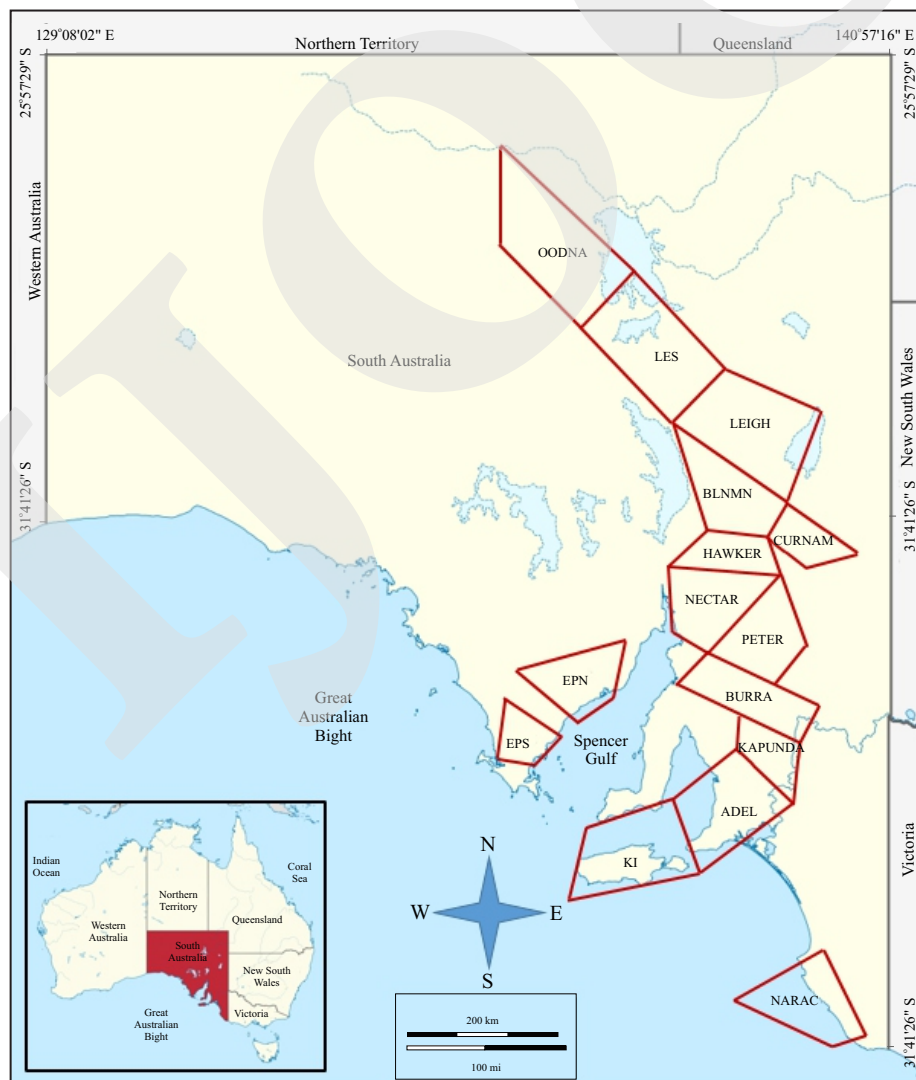 129°08'02" E
Northern Territory
Queensland
140°57'16" E
25°57'29" S
25°57'29" S
Western Australia
OODNA
South Australia
LES
LEIGH
New South Wales
BLNMN
31°41'26" S
31°41'26" S
CURNAM
HAWKER
NECTAR
PETER
EPN
BURRA
Great
Australian
Bight
EPS
Spencer
Gulf
KAPUNDA
ADEL
Victoria
KI
N
W
E
S
NARAC
31°41'26" S
200 km
100 mi
Indian
Ocean
Coral
Sea
Northern
Territory
Western
Australia
Queensland
South
Australia
New South
Wales
Victoria
Great
Australian
Bight